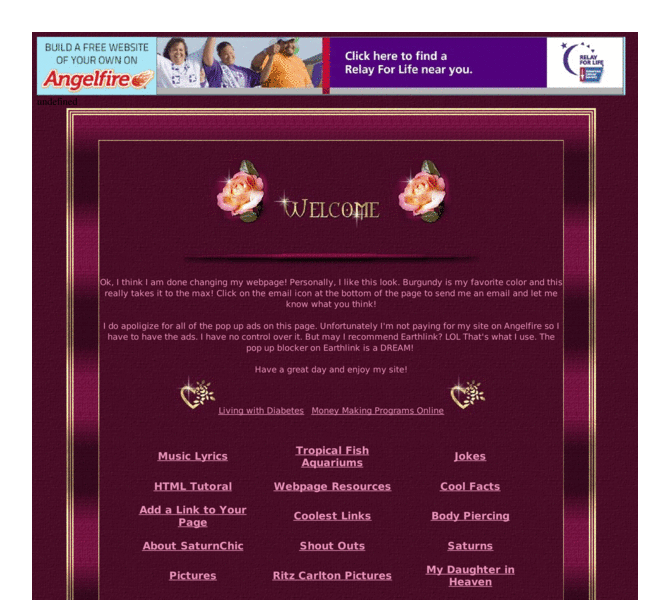 BUILD A FREE WEBSITE
OF YOUR OWN ON
Angelfire
Click here to find a
Relay For Life near you.
RELAY
FOR LIFE
undefined
Welcome
Ok, I think I am done changing my webpage! Personally, I like this look. Burgundy is my favorite color and this
really takes it to the max! Click on the email icon at the bottom of the page to send me an email and let me
know what you think!
I do apoligize for all of the pop up ads on this page. Unfortunately I'm not paying for my site on Angelfire so I
have to have the ads. I have no control over it. But may I recommend Earthlink? LOL That's what I use. The
pop up blocker on Earthlink is a DREAM!
Have a great day and enjoy my site!
Living with Diabetes Money Making Programs Online
Music Lyrics
Tropical Fish
Aquariums
Jokes
HTML Tutoral
Webpage Resources
Cool Facts
Add a Link to Your
Page
Coolest Links
Body Piercing
About SaturnChic
Shout Outs
Saturns
Pictures
Ritz Carlton Pictures
My Daughter in
Heaven